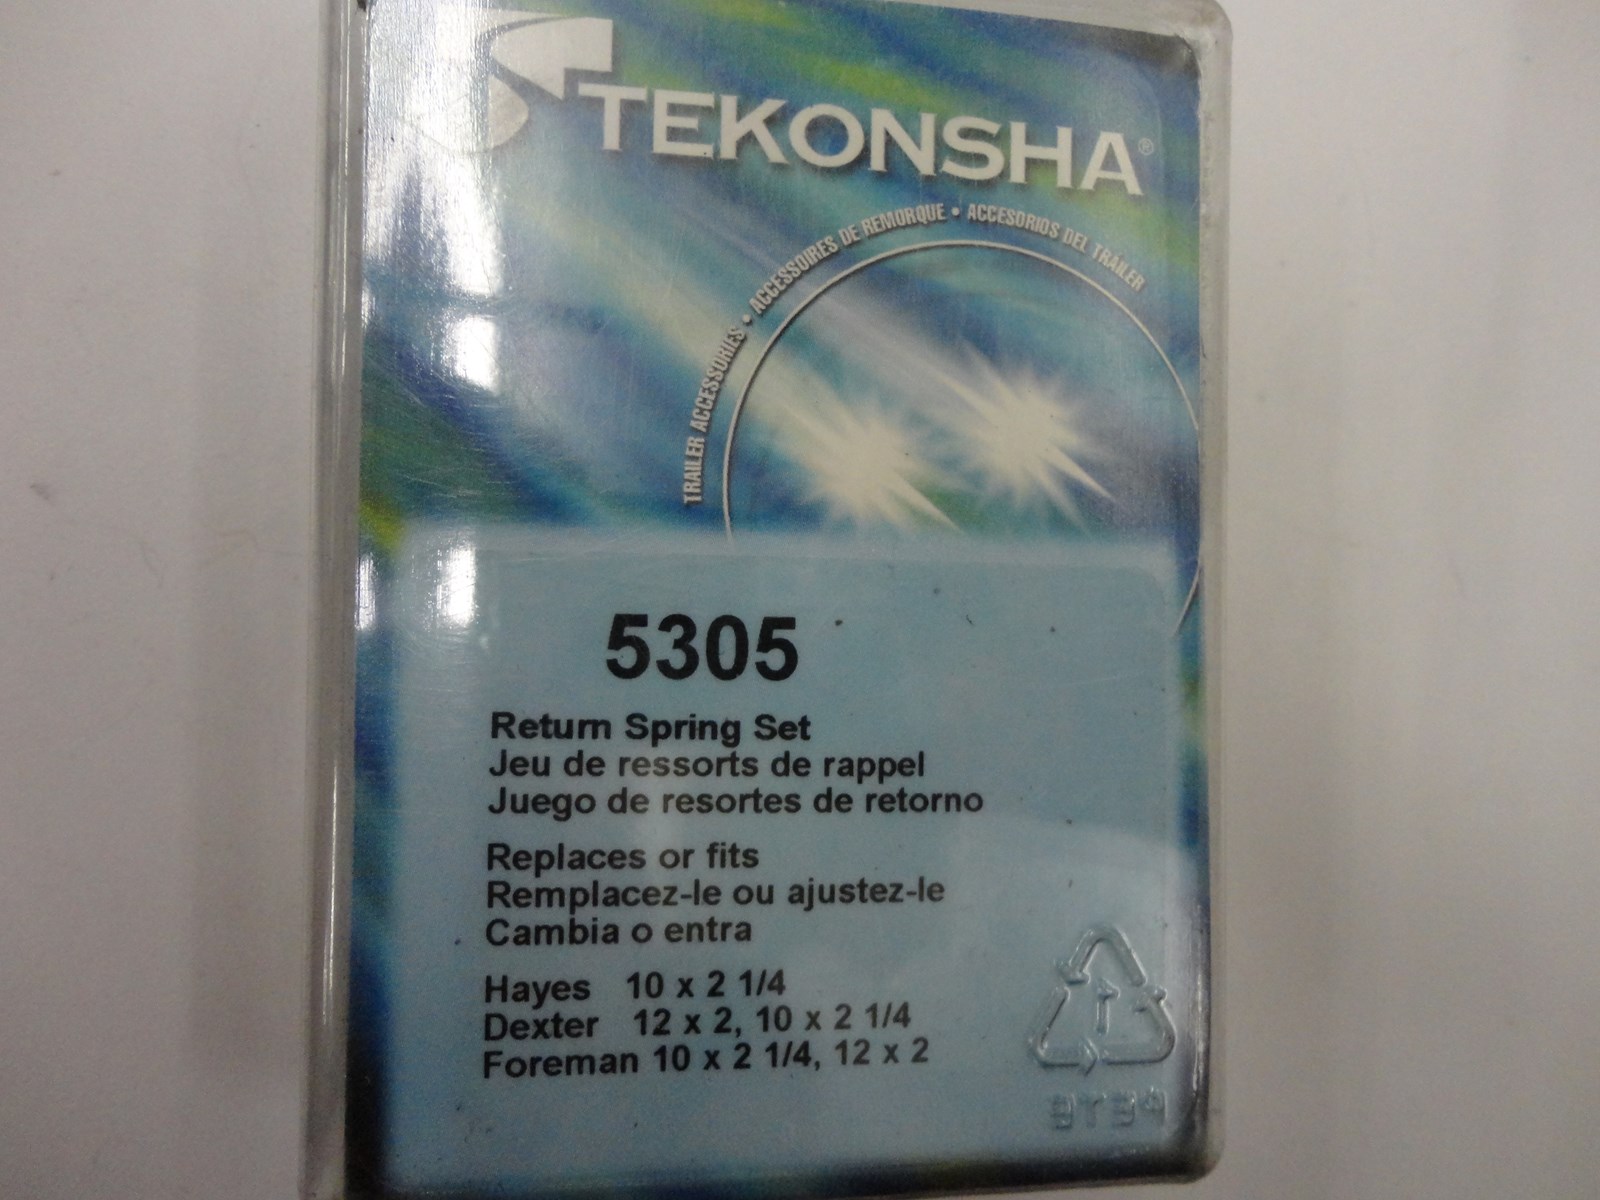 TEKONSHA®
TRAILER ACCESSORIES • ACCESSOIRES DE REMORQUE • ACCESORIOS DEL TRAILER
5305
Return Spring Set
Jeu de ressorts de rappel
Juego de resortes de retorno
Replaces or fits
Remplacez-le ou ajustez-le
Cambia o entra
Hayes 10 x 2 1/4
Dexter 12 x 2, 10 x 2 1/4
Foreman 10 x 2 1/4, 12 x 2
1
PETE